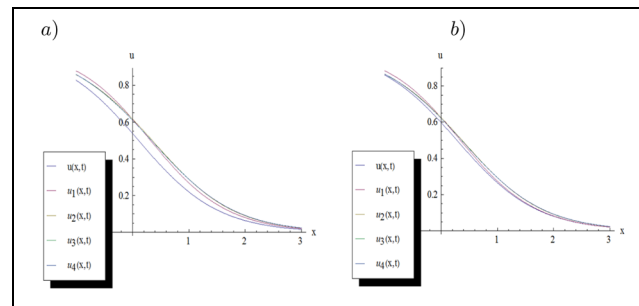 a)
u
0.8
0.6
0.4
0.2
1
2
3
x
u(x,t)
u₁(x,t)
u₂(x,t)
u₃(x,t)
u₄(x,t)
b)
u
0.8
0.6
0.4
0.2
1
2
3
x
u(x,t)
u₁(x,t)
u₂(x,t)
u₃(x,t)
u₄(x,t)